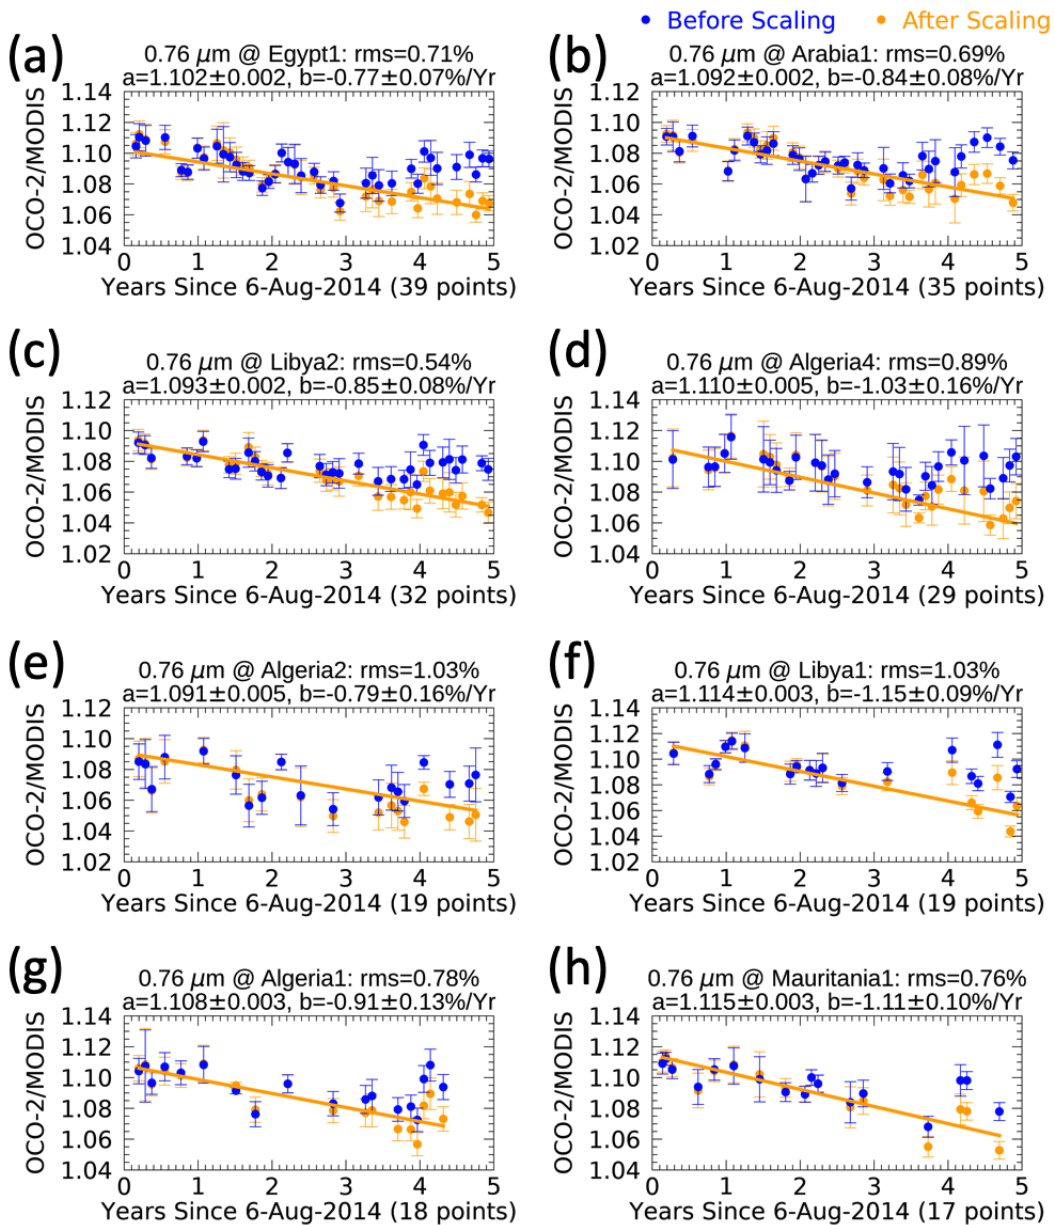 Before Scaling After Scaling
(a) 0.76 μm @ Egypt1: rms=0.71%
a=1.102±0.002, b=-0.77±0.07%/Yr
OCO-2/MODIS
1.14
1.12
1.10
1.08
1.06
1.04
0 1 2 3 4 5
Years Since 6-Aug-2014 (39 points)
(b) 0.76 μm @ Arabia1: rms=0.69%
a=1.092±0.002, b=-0.84±0.08%/Yr
OCO-2/MODIS
1.12
1.10
1.08
1.06
1.04
0 1 2 3 4 5
Years Since 6-Aug-2014 (35 points)
(c) 0.76 μm @ Libya2: rms=0.54%
a=1.093±0.002, b=-0.85±0.08%/Yr
OCO-2/MODIS
1.12
1.10
1.08
1.06
1.04
1.02
0 1 2 3 4 5
Years Since 6-Aug-2014 (32 points)
(d) 0.76 μm @ Algeria4: rms=0.89%
a=1.110±0.005, b=-1.03±0.16%/Yr
OCO-2/MODIS
1.14
1.12
1.10
1.08
1.06
1.04
0 1 2 3 4 5
Years Since 6-Aug-2014 (29 points)
(e) 0.76 μm @ Algeria2: rms=1.03%
a=1.091±0.005, b=-0.79±0.16%/Yr
OCO-2/MODIS
1.12
1.10
1.08
1.06
1.04
1.02
0 1 2 3 4 5
Years Since 6-Aug-2014 (19 points)
(f) 0.76 μm @ Libya1: rms=1.03%
a=1.114±0.003, b=-1.15±0.09%/Yr
OCO-2/MODIS
1.14
1.12
1.10
1.08
1.06
1.04
1.02
0 1 2 3 4 5
Years Since 6-Aug-2014 (19 points)
(g) 0.76 μm @ Algeria1: rms=0.78%
a=1.108±0.003, b=-0.91±0.13%/Yr
OCO-2/MODIS
1.14
1.12
1.10
1.08
1.06
1.04
0 1 2 3 4 5
Years Since 6-Aug-2014 (18 points)
(h) 0.76 μm @ Mauritania1: rms=0.76%
a=1.115±0.003, b=-1.11±0.10%/Yr
OCO-2/MODIS
1.14
1.12
1.10
1.08
1.06
1.04
0 1 2 3 4 5
Years Since 6-Aug-2014 (17 points)